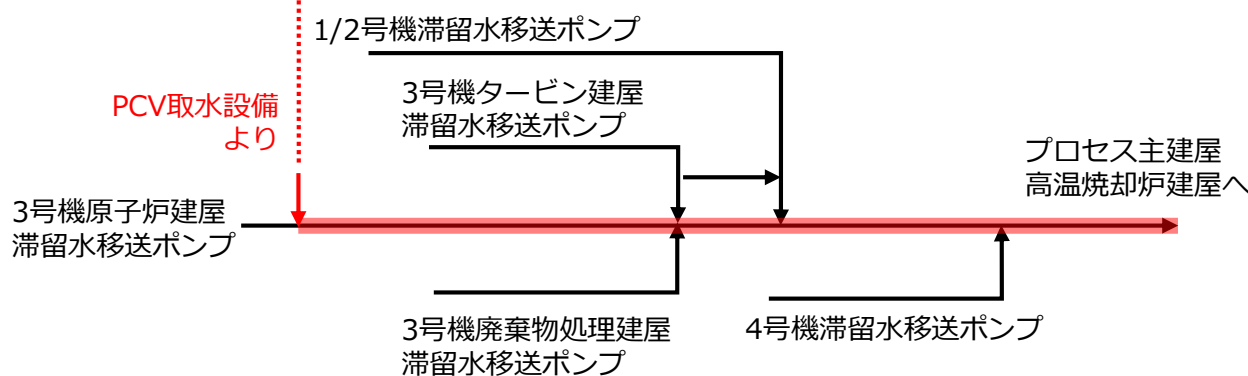 1/2号機滞留水移送ポンプ
3号機タービン建屋
滞留水移送ポンプ
PCV取水設備
より
プロセス主建屋
高温焼却炉建屋へ
3号機原子炉建屋
滞留水移送ポンプ
3号機廃棄物処理建屋
滞留水移送ポンプ
4号機滞留水移送ポンプ